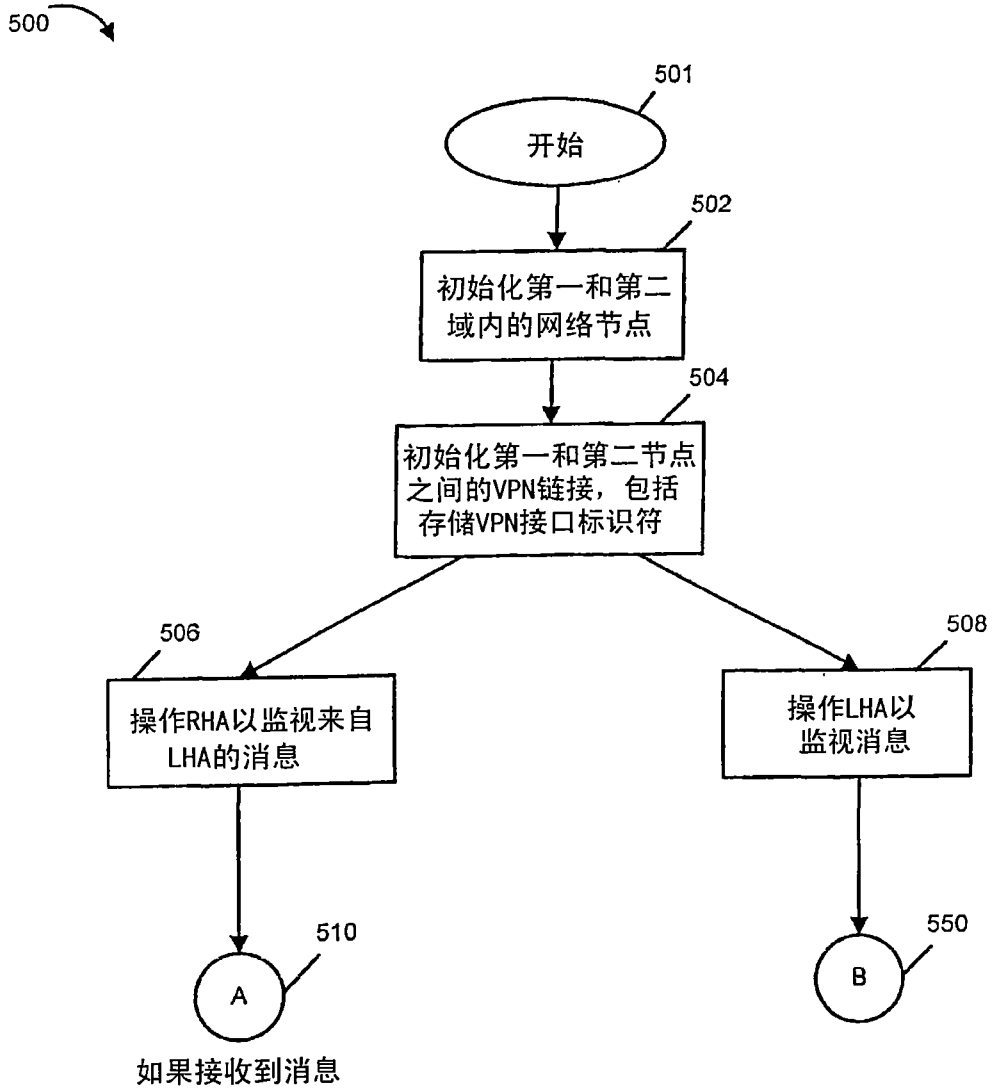 500
501
开始
502
初始化第一和第二
域内的网络节点
504
初始化第一和第二节点
之间的VPN链接，包括
存储VPN接口标识符
506
操作RHA以监视来自
LHA的消息
508
操作LHA以
监视消息
510
A
如果接收到消息
550
B